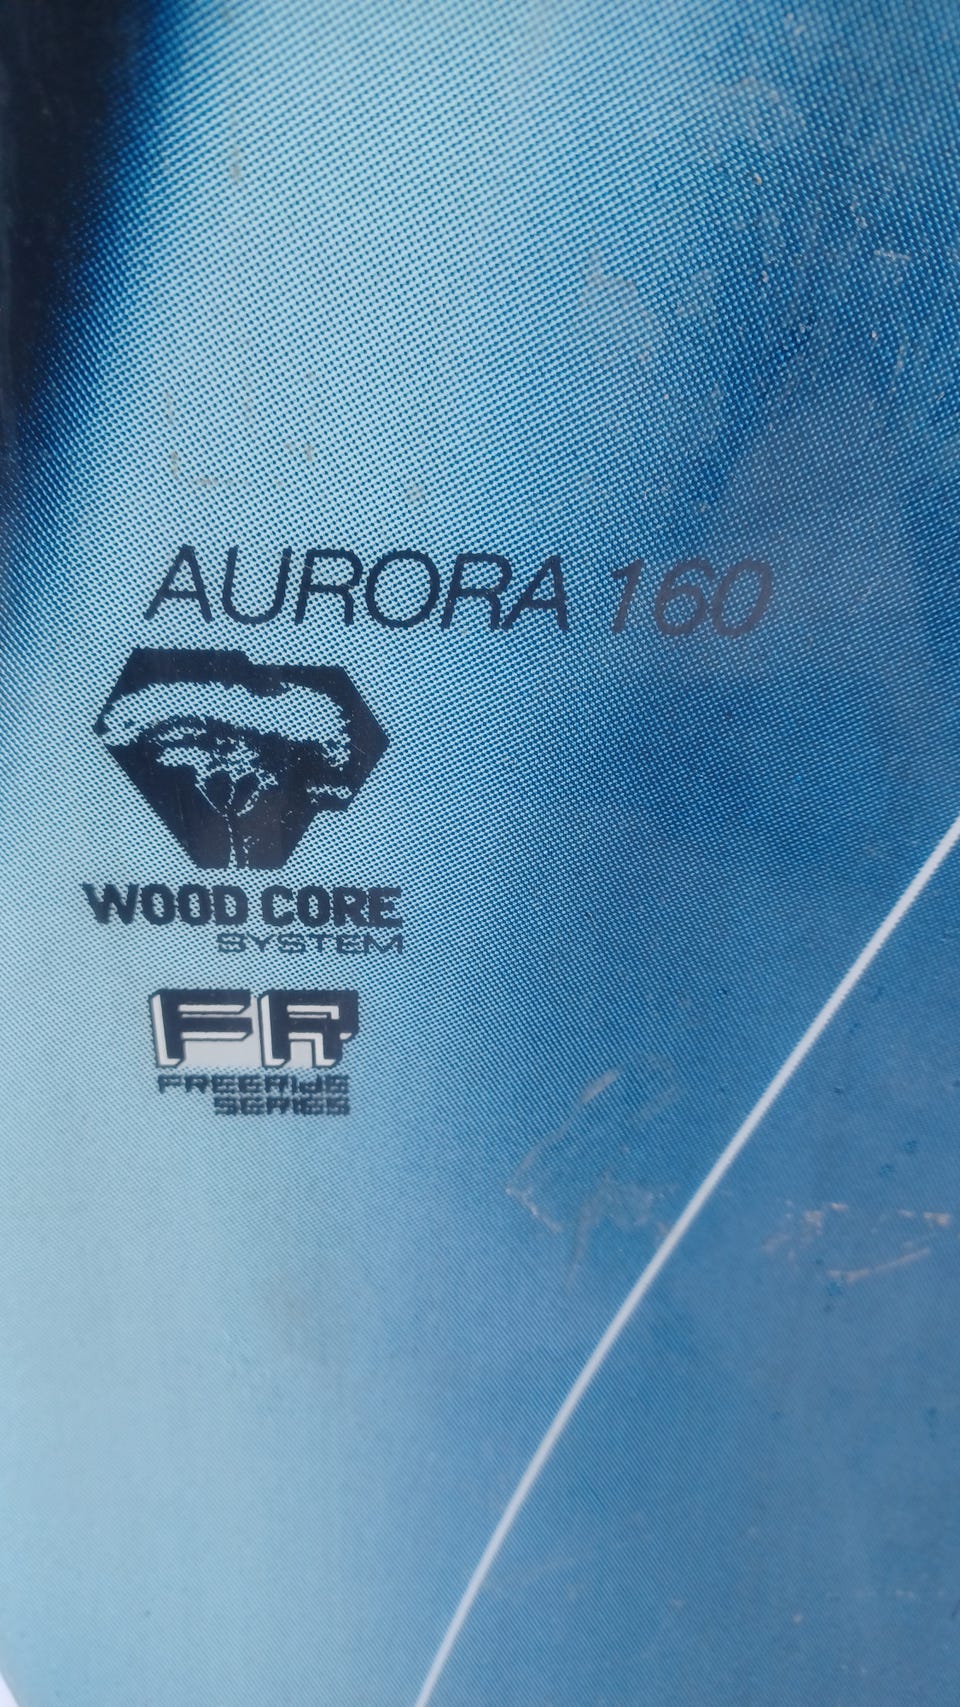 AURORA 160
WOOD CORE
SYSTEM
FR
FREERIDE
SERIES